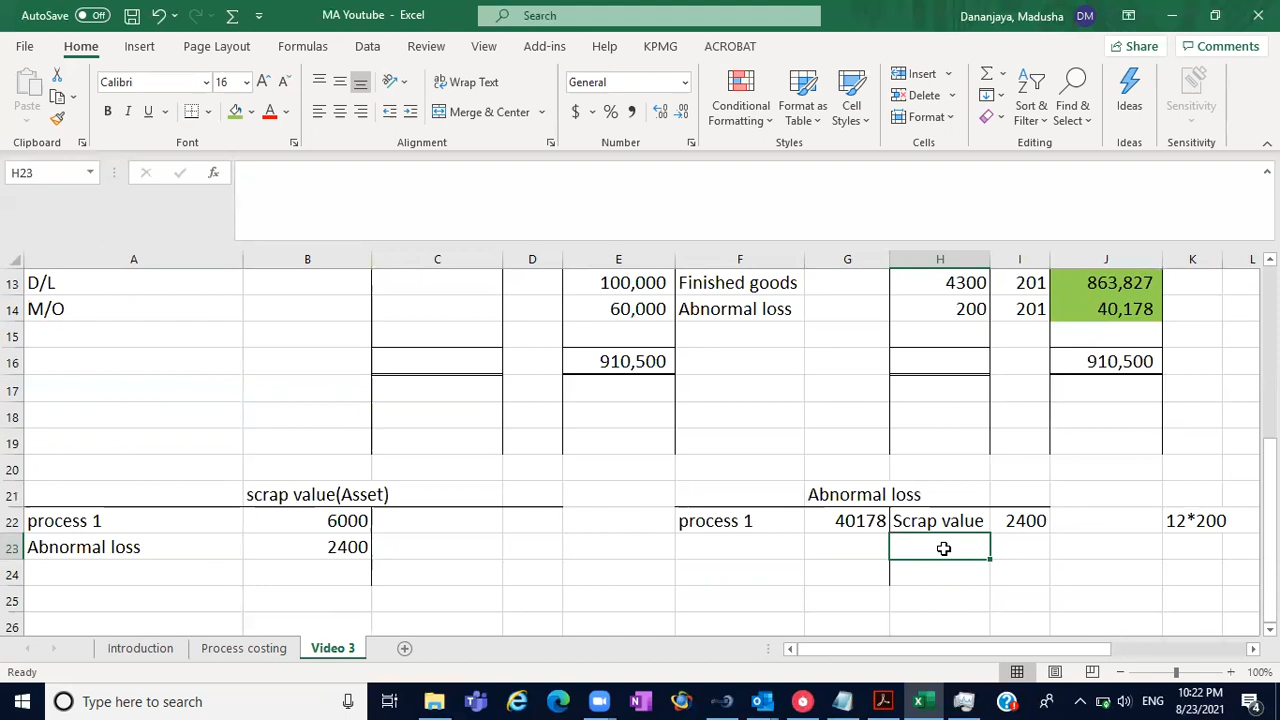 AutoSave Off MA Youtube - Excel Search Dananjaya, Madusha DM
File Home Insert Page Layout Formulas Data Review View Add-ins Help KPMG ACROBAT Share Comments
Paste Calibri 16 Wrap Text General Conditional Formatting Format as Table Cell Styles Insert Sort & Filter Find & Select Ideas Sensitivity
B I U Merge & Center $ % Delete
Format
Clipboard Font Alignment Number Styles Cells Editing Ideas Sensitivity
H23 fx
A B C D E F G H I J K L
13 D/L 100,000 Finished goods 4300 201 863,827
14 M/O 60,000 Abnormal loss 200 201 40,178
15
16 910,500 910,500
17
18
19
20
21 scrap value(Asset) Abnormal loss
22 process 1 6000 process 1 40178 Scrap value 2400 12*200
23 Abnormal loss 2400
24
25
26
Introduction Process costing Video 3
Ready 100%
Type here to search ENG 10:22 PM
8/23/2021 4